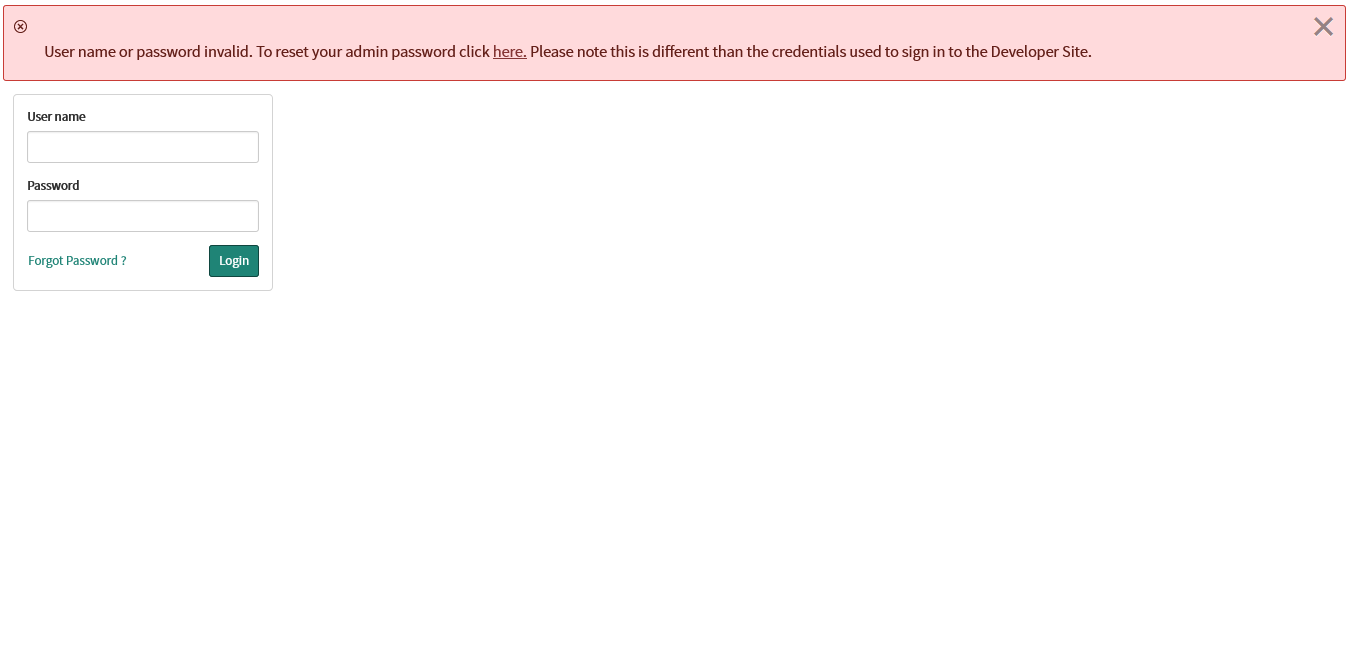 User name or password invalid. To reset your admin password click here. Please note this is different than the credentials used to sign in to the Developer Site.
User name
Password
Forgot Password ?
Login